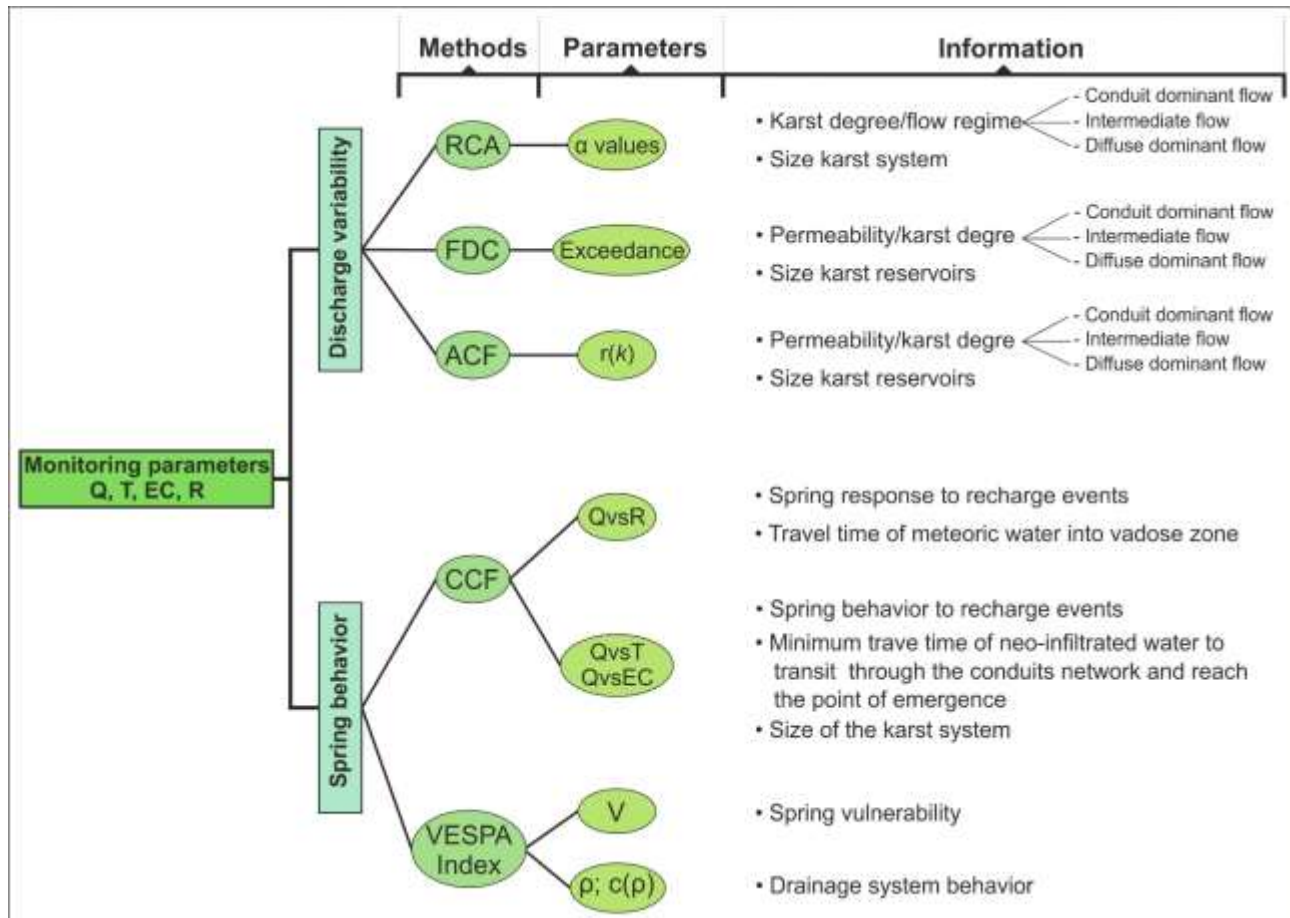 Methods
Parameters
Information
Discharge variability
RCA
α values
• Karst degree/flow regime
- Conduit dominant flow
- Intermediate flow
- Diffuse dominant flow
• Size karst system
FDC
Exceedance
• Permeability/karst degre
- Conduit dominant flow
- Intermediate flow
- Diffuse dominant flow
• Size karst reservoirs
ACF
r(k)
• Permeability/karst degre
- Conduit dominant flow
- Intermediate flow
- Diffuse dominant flow
• Size karst reservoirs
Monitoring parameters
Q, T, EC, R
Spring behavior
CCF
QvsR
• Spring response to recharge events
• Travel time of meteoric water into vadose zone
QvsT
QvsEC
• Spring behavior to recharge events
• Minimum trave time of neo-infiltrated water to
transit through the conduits network and reach
the point of emergence
• Size of the karst system
VESPA
Index
V
• Spring vulnerability
ρ; c(ρ)
• Drainage system behavior